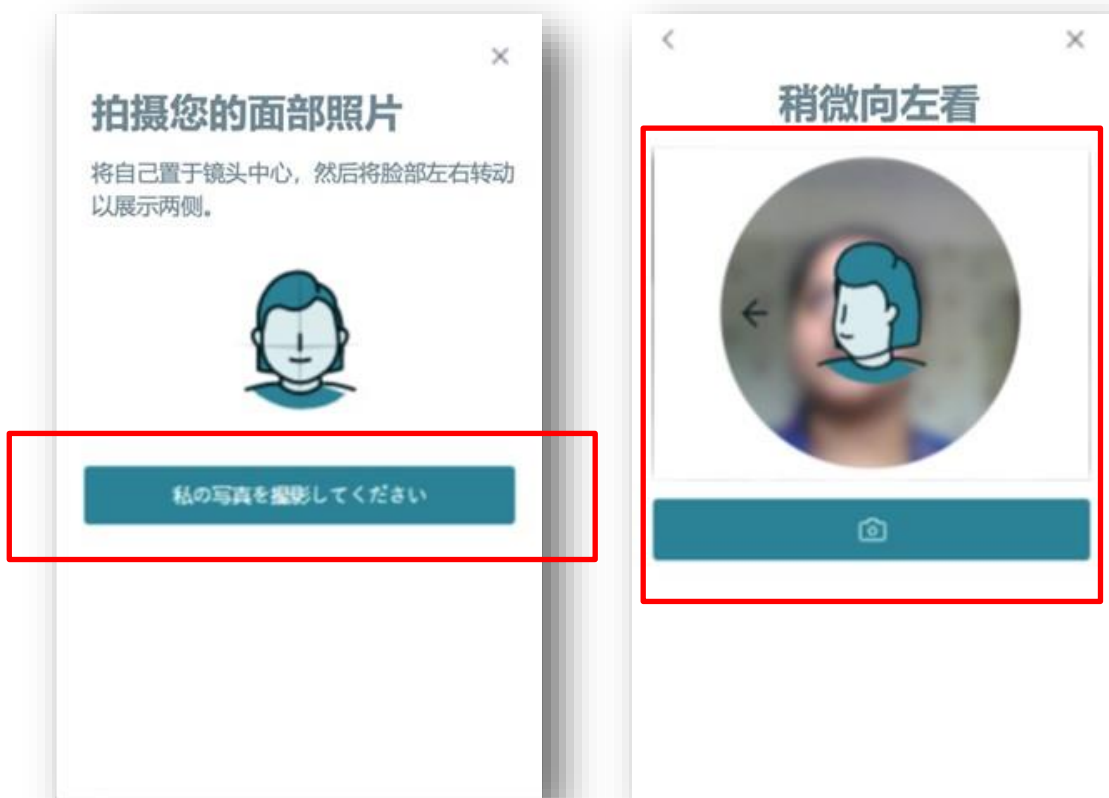 拍摄您的面部照片
将自己置于镜头中心，然后将脸部左右转动
以展示两侧。
私の写真を撮影してください
稍微向左看